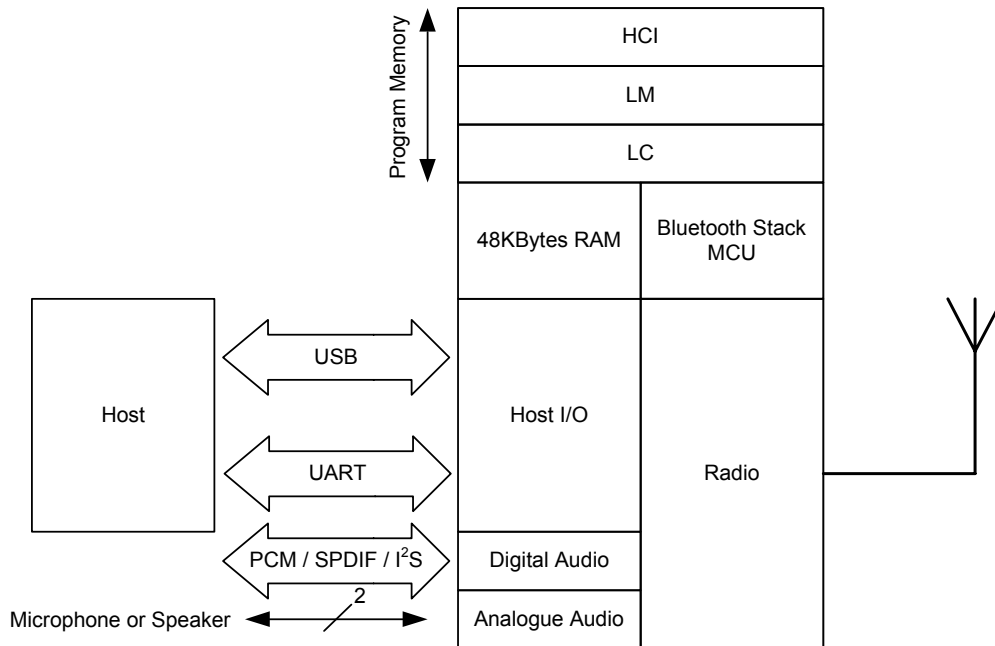 Program Memory
HCI
LM
LC
48KBytes RAM
Bluetooth Stack
MCU
Host
USB
UART
Host I/O
Radio
PCM / SPDIF / I²S
Digital Audio
Microphone or Speaker
2
Analogue Audio